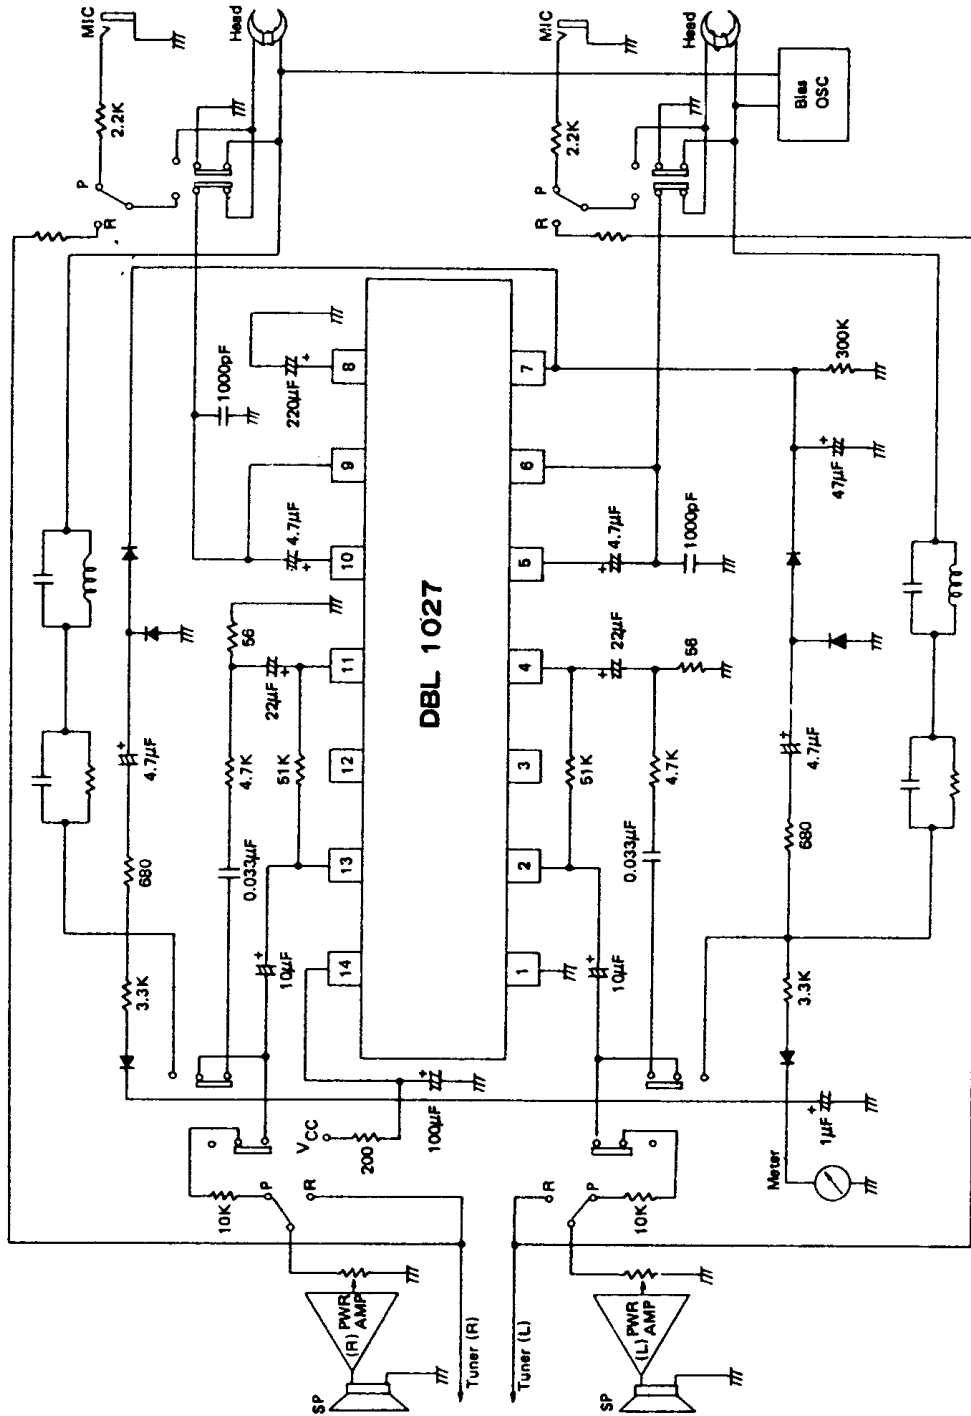 MIC
Head
2.2K
P
R
MIC
Head
2.2K
P
R
Bias
OSC
1000pF
220μF
+
8
9
10
11
12
13
14
4.7μF
+
56
22μF
+
4.7K
51K
0.033μF
10μF
+
4.7μF
+
680
3.3K
DBL 1027
7
6
5
4
3
2
1
300K
47μF
+
4.7μF
+
1000pF
22μF
+
56
51K
4.7K
0.033μF
10μF
+
4.7μF
+
680
3.3K
VCC
200
100μF
+
1μF
+
Meter
10K
P
R
R
P
10K
(R) PWR
AMP
SP
Tuner (R)
Tuner (L)
(L) PWR
AMP
SP